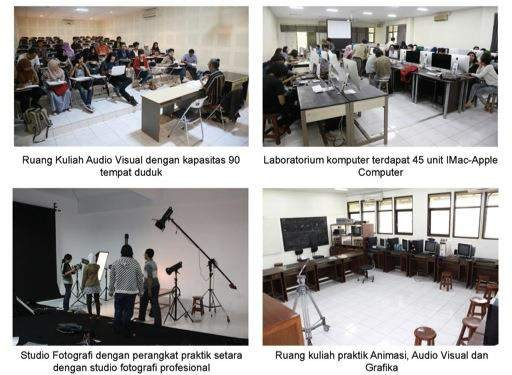 Ruang Kuliah Audio Visual dengan kapasitas 90
tempat duduk
Laboratorium komputer terdapat 45 unit IMac-Apple
Computer
Studio Fotografi dengan perangkat praktik setara
dengan studio fotografi profesional
Ruang kuliah praktik Animasi, Audio Visual dan
Grafika